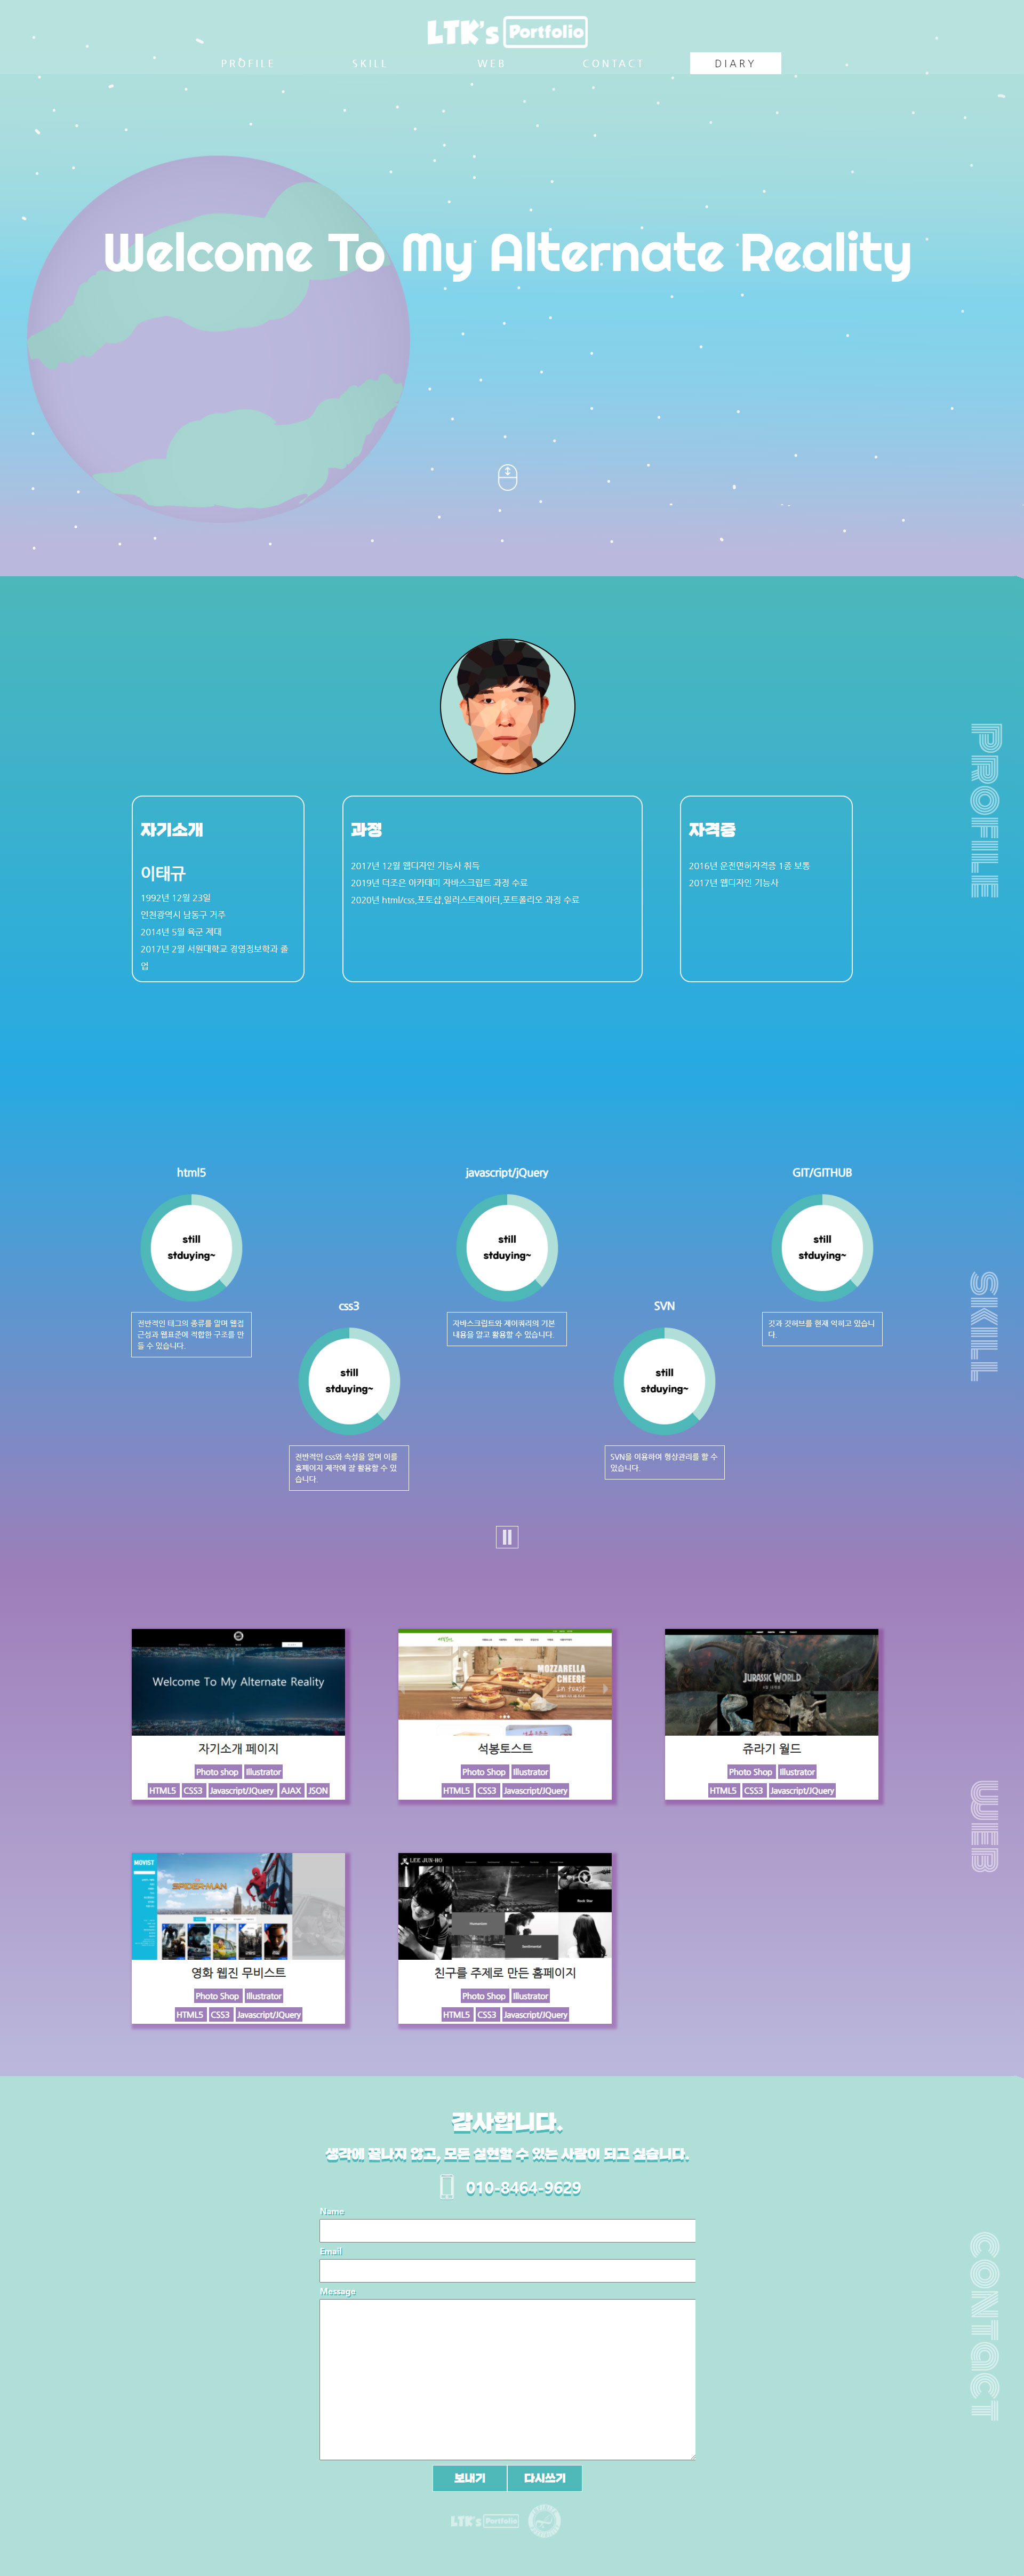 LTK's Portfolio
PROFILE SKILL WEB CONTACT DIARY
Welcome To My Alternate Reality
PROFILE
자기소개
이태규
1992년 12월 23일
인천광역시 남동구 거주
2014년 5월 육군 제대
2017년 2월 서원대학교 경영정보학과 졸
업
과정
2017년 12월 웹디자인 기능사 취득
2019년 더조은 아카데미 자바스크립트 과정 수료
2020년 html/css,포토샵,일러스트레이터,포트폴리오 과정 수료
자격증
2016년 운전면허자격증 1종 보통
2017년 웹디자인 기능사
SKILL
html5
still
stduying~
전반적인 태그의 종류를 알며 웹접
근성과 웹표준에 적합한 구조를 만
들 수 있습니다.
css3
still
stduying~
전반적인 css와 속성을 알며 이를
홈페이지 제작에 잘 활용할 수 있
습니다.
javascript/jQuery
still
stduying~
자바스크립트와 제이쿼리의 기본
내용을 알고 활용할 수 있습니다.
SVN
still
stduying~
SVN을 이용하여 형상관리를 할 수
있습니다.
GIT/GITHUB
still
stduying~
깃과 깃허브를 현재 익히고 있습니
다.
WEB
Welcome To My Alternate Reality
자기소개 페이지
Photo shop Illustrator
HTML5 CSS3 Javascript/JQuery AJAX JSON
MOZZARELLA
CHEESE
in toast
석봉토스트
Photo Shop Illustrator
HTML5 CSS3 Javascript/JQuery
JURASSIC WORLD
쥬라기 월드
Photo Shop Illustrator
HTML5 CSS3 Javascript/JQuery
MOVIST
SPIDER-MAN
영화 웹진 무비스트
Photo Shop Illustrator
HTML5 CSS3 Javascript/JQuery
LEE JUN-HO
친구를 주제로 만든 홈페이지
Photo Shop Illustrator
HTML5 CSS3 Javascript/JQuery
CONTACT
감사합니다.
생각에 끝나지 않고, 모든 실현할 수 있는 사람이 되고 싶습니다.
010-8464-9629
Name
Email
Message
보내기 다시쓰기
LTK's Portfolio